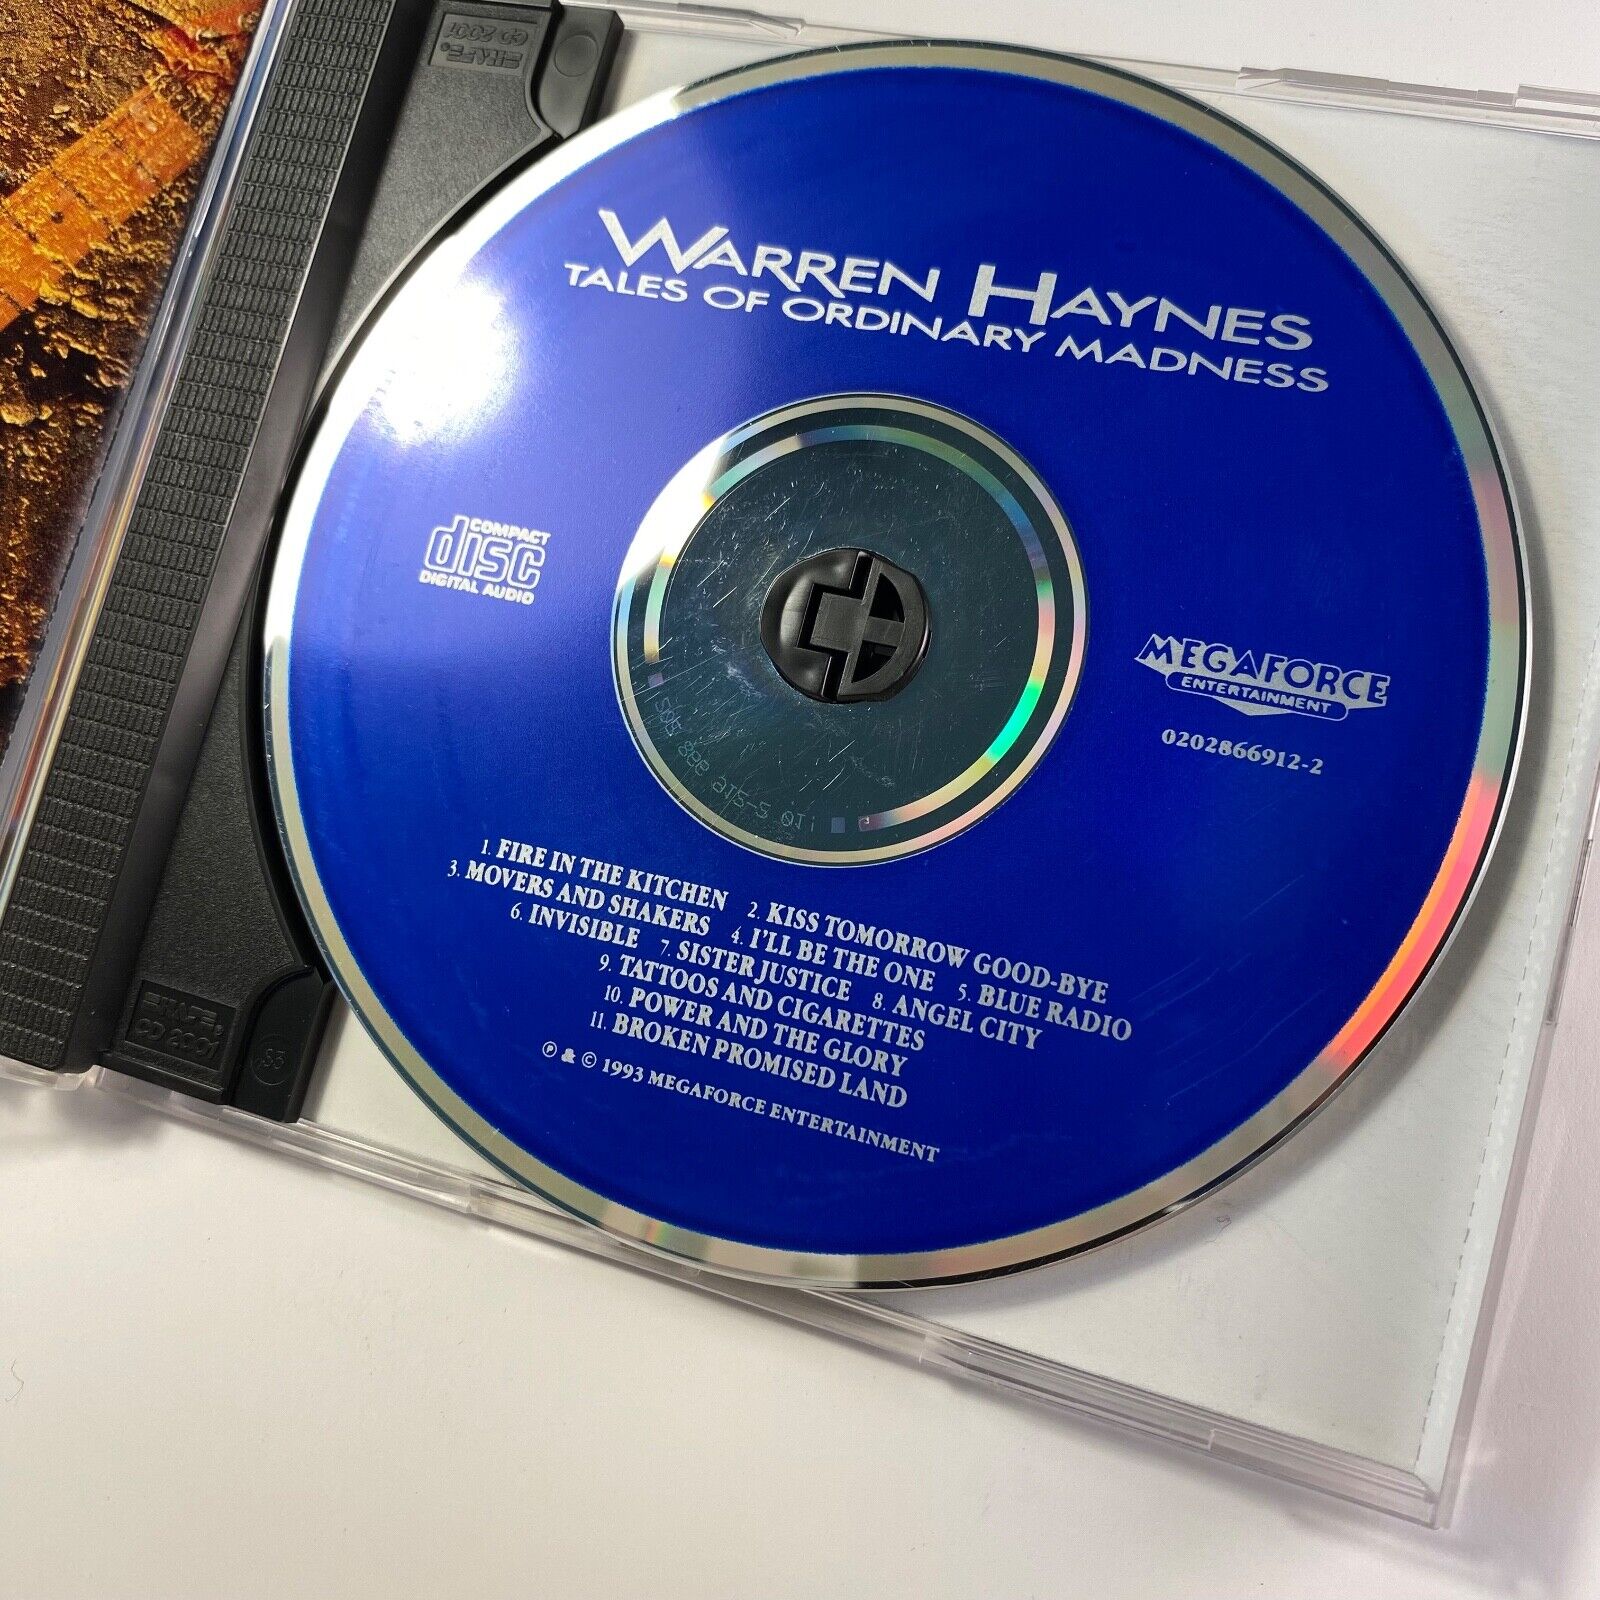 WARREN HAYNES
TALES OF ORDINARY MADNESS
COMPACT
disc
DIGITAL AUDIO
MEGAFORCE
ENTERTAINMENT
0202866912-2
1. FIRE IN THE KITCHEN 2. KISS TOMORROW GOOD-BYE
3. MOVERS AND SHAKERS 4. I'LL BE THE ONE 5. BLUE RADIO
6. INVISIBLE 7. SISTER JUSTICE 8. ANGEL CITY
9. TATTOOS AND CIGARETTES
10. POWER AND THE GLORY
11. BROKEN PROMISED LAND
℗ & © 1993 MEGAFORCE ENTERTAINMENT
CD 2001
CD 2001
S3